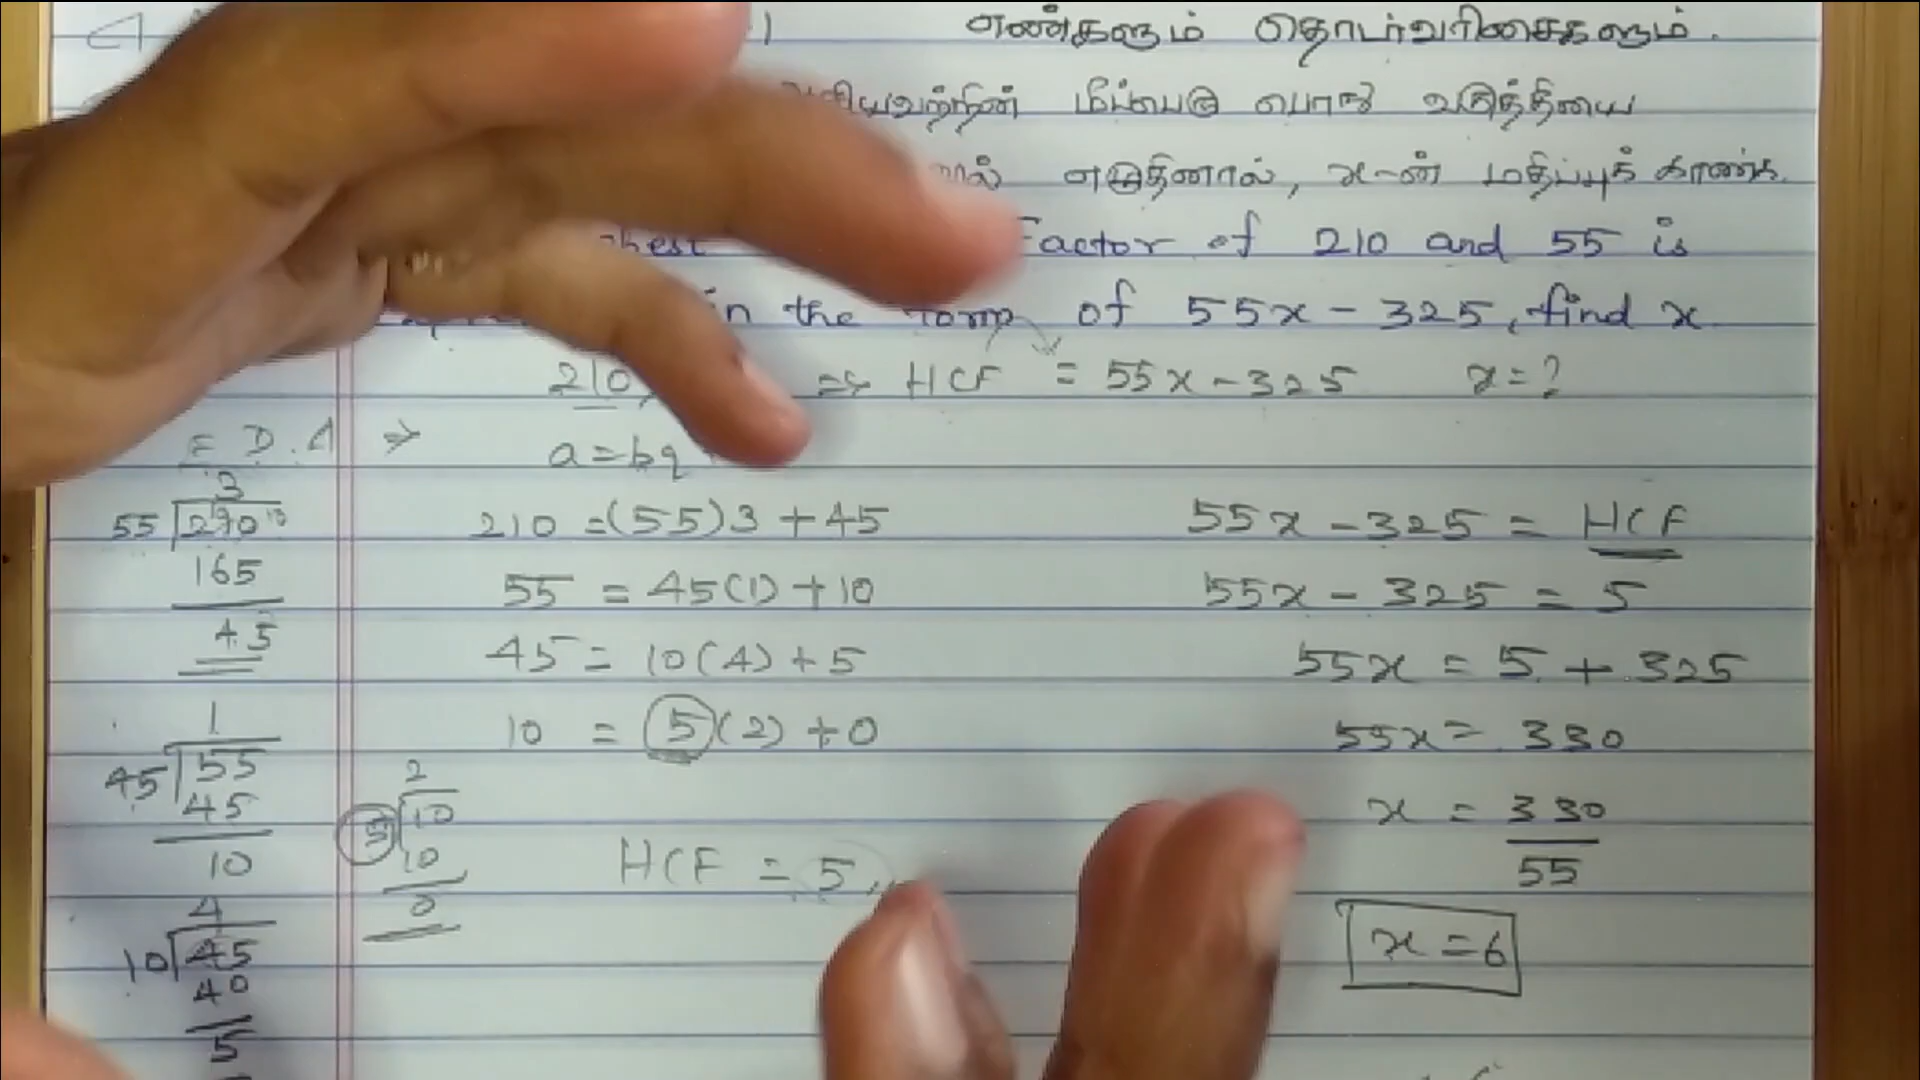 எண்களும் தொடர்வரிசைகளும்.
மீப்பெரு பொது வகுத்தியை
எழுதினால், x-ன் மதிப்புக் காண்க.
Factor of 210 and 55 is
in the form of 55x - 325, find x
210, => HCF = 55x - 325 x = ?
E.D.A =>
a = bq
210 = (55)3 + 45
55 = 45(1) + 10
45 = 10(4) + 5
10 = 5(2) + 0
HCF = 5
3
55 210
165
45
1
45 55
45
10
4
10 45
40
5
2
5 10
10
0
55x - 325 = HCF
55x - 325 = 5
55x = 5 + 325
55x = 330
x = 330
55
x = 6